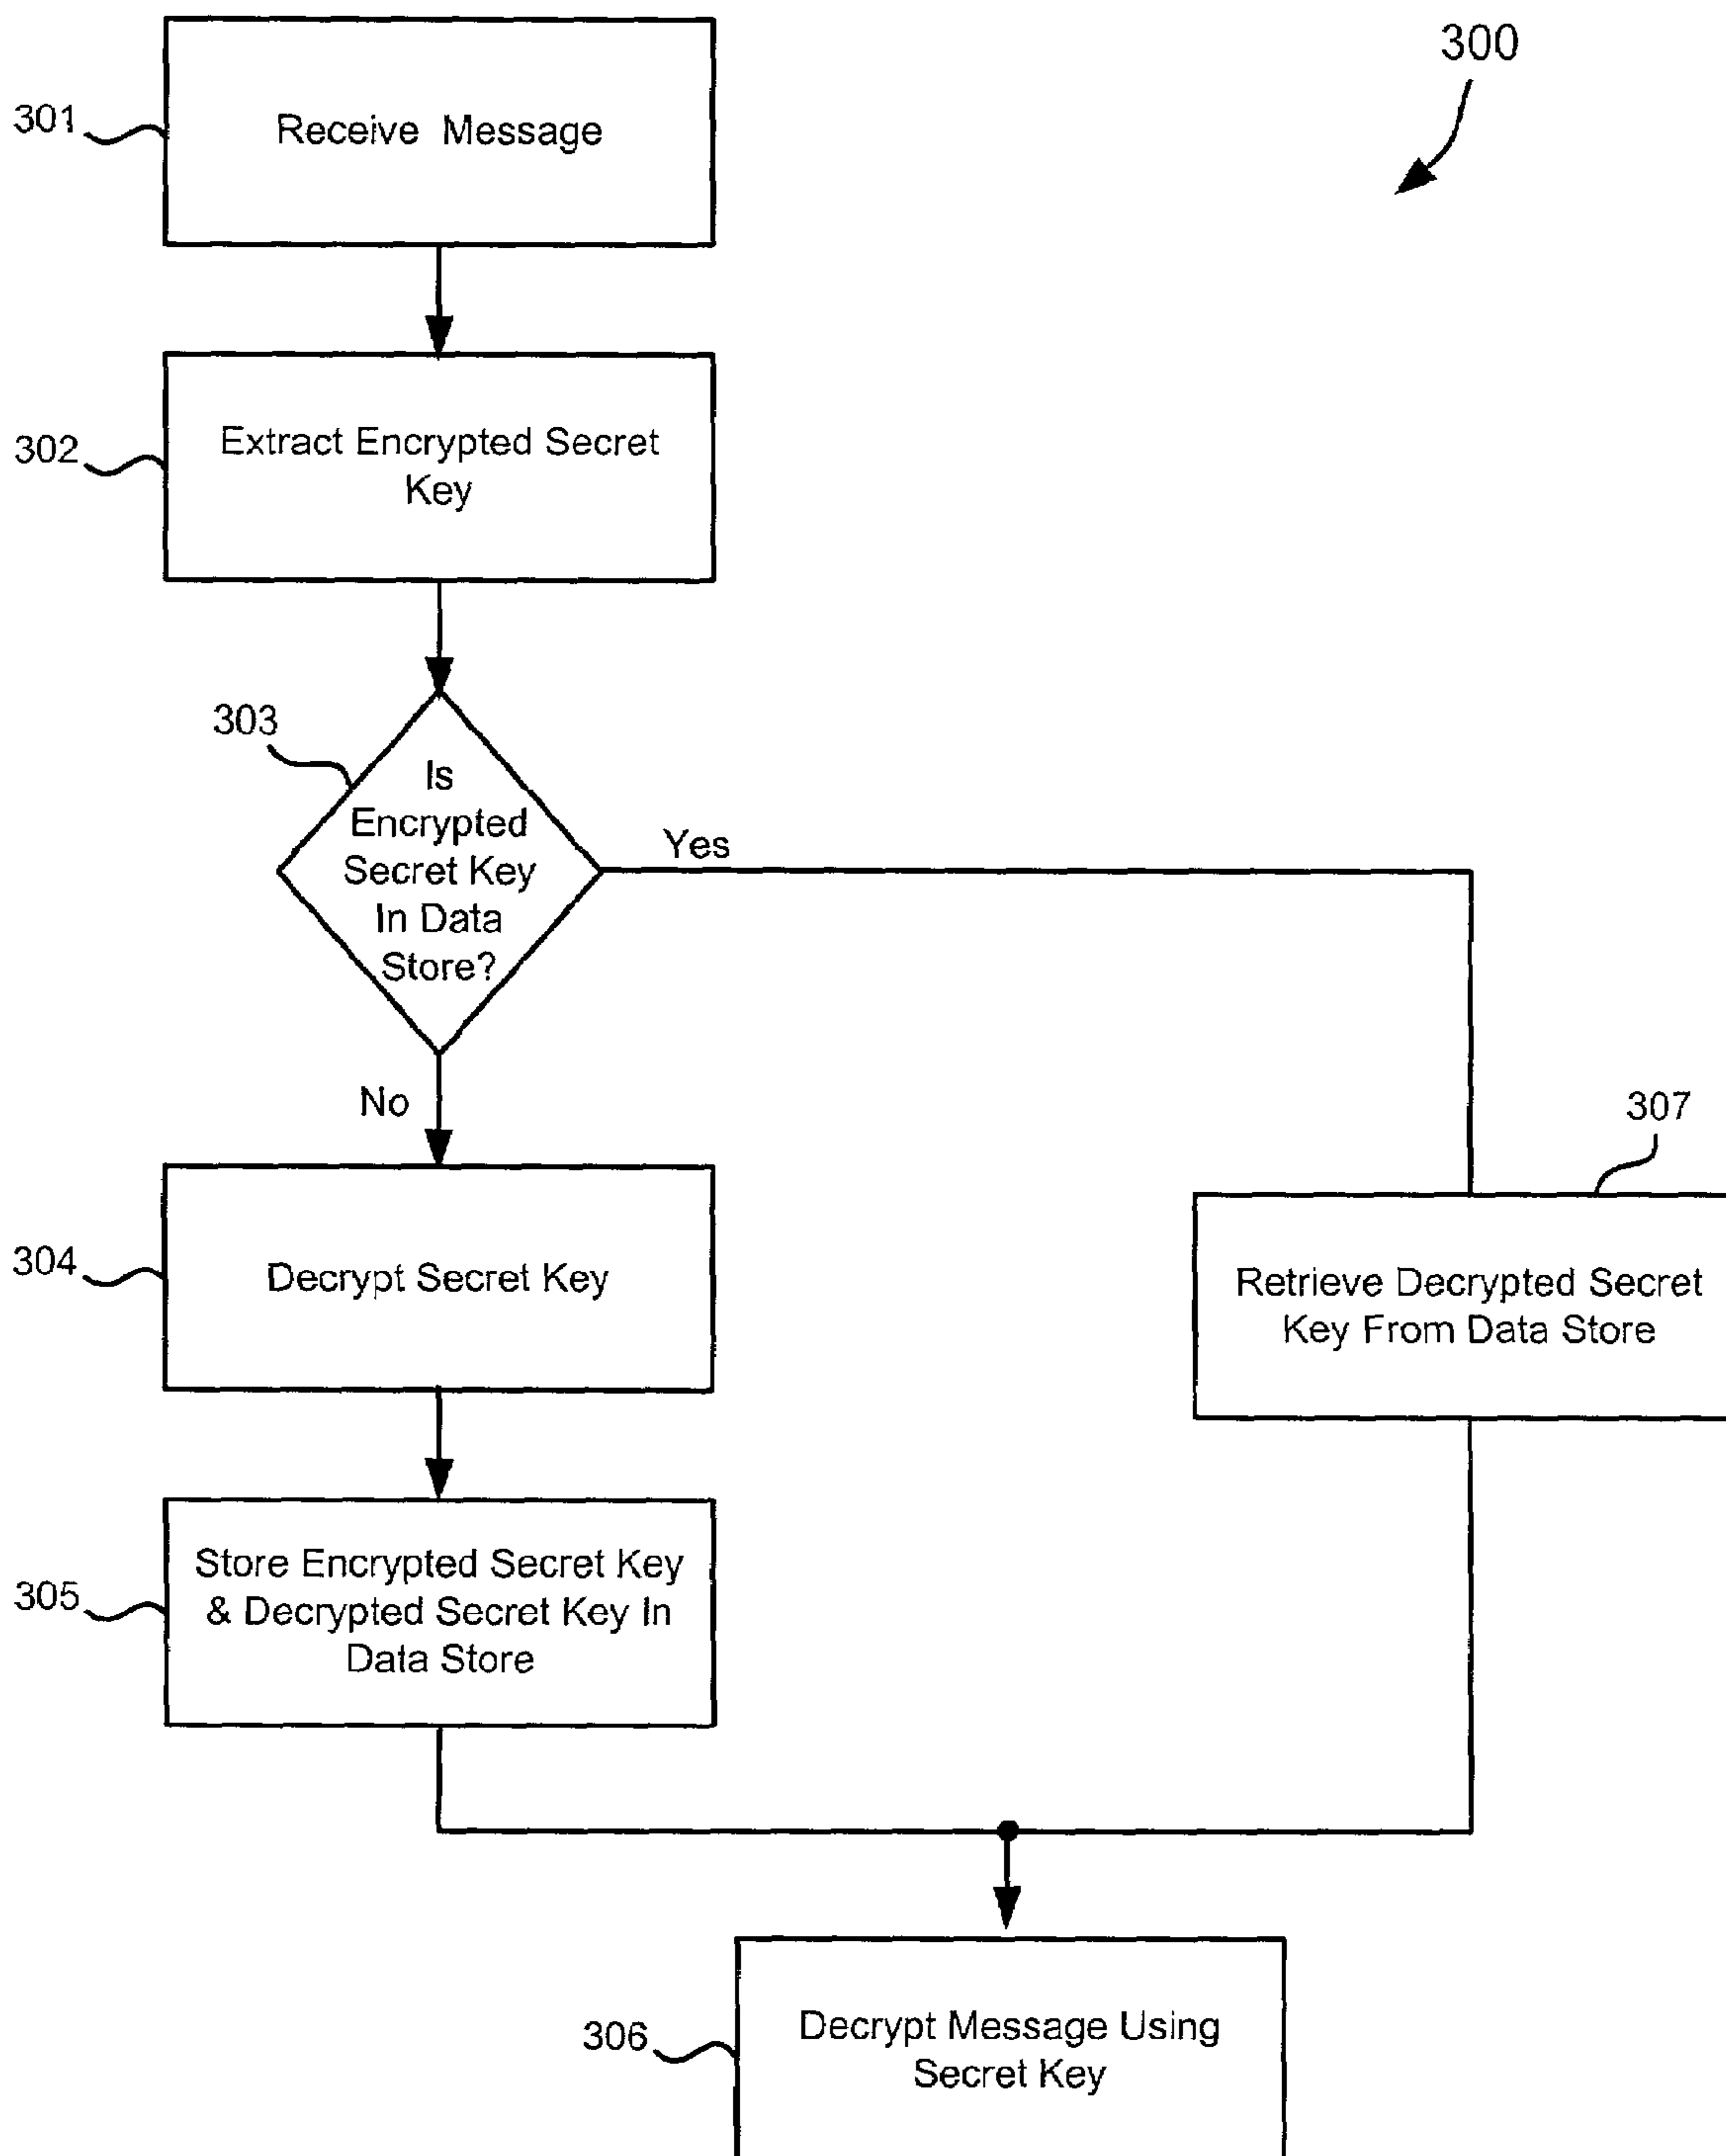 300
301
Receive Message
302
Extract Encrypted Secret
Key
303
Is
Encrypted
Secret Key
In Data
Store?
Yes
No
307
304
Decrypt Secret Key
Retrieve Decrypted Secret
Key From Data Store
305
Store Encrypted Secret Key
& Decrypted Secret Key In
Data Store
306
Decrypt Message Using
Secret Key